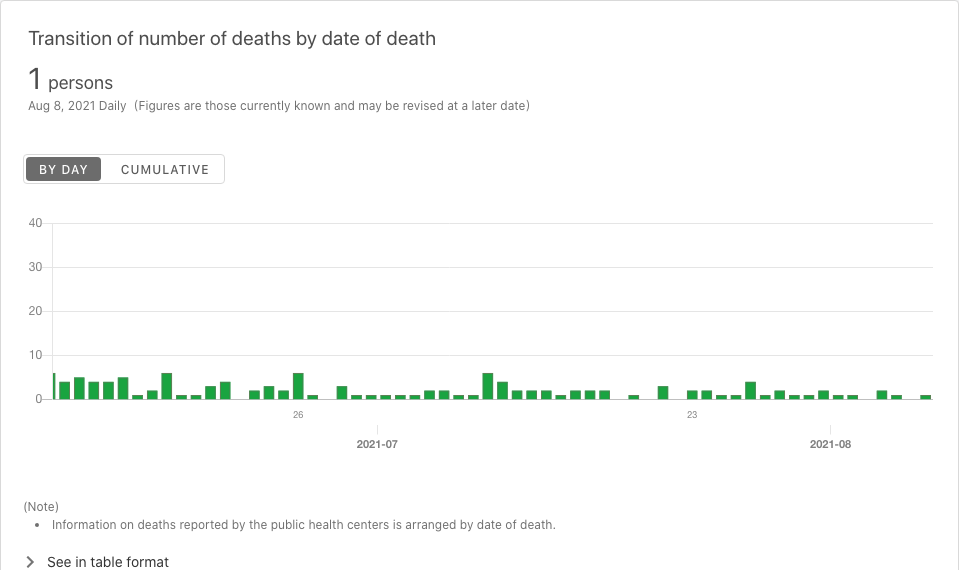 Transition of number of deaths by date of death
1 persons
Aug 8, 2021 Daily (Figures are those currently known and may be revised at a later date)
BY DAY CUMULATIVE
40
30
20
10
0
26 23
2021-07 2021-08
(Note)
• Information on deaths reported by the public health centers is arranged by date of death.
See in table format